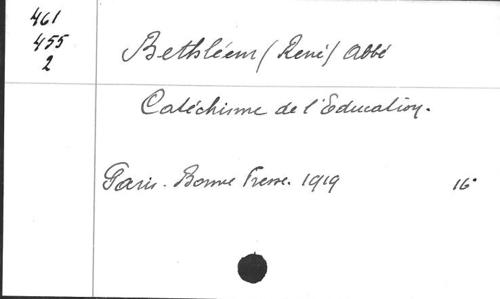 461
455
2
Bethléem (René) Abbé
Catéchisme de l'Education.
Paris. Bonne Presse. 1919 16°